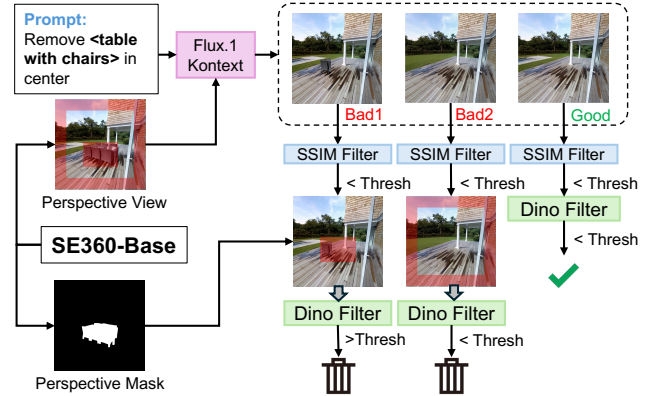 Prompt:
Remove <table
with chairs> in
center
Flux.1
Kontext
Bad1
Bad2
Good
SSIM Filter
SSIM Filter
SSIM Filter
< Thresh
< Thresh
< Thresh
Perspective View
Dino Filter
< Thresh
SE360-Base
Dino Filter
Dino Filter
>Thresh
< Thresh
Perspective Mask